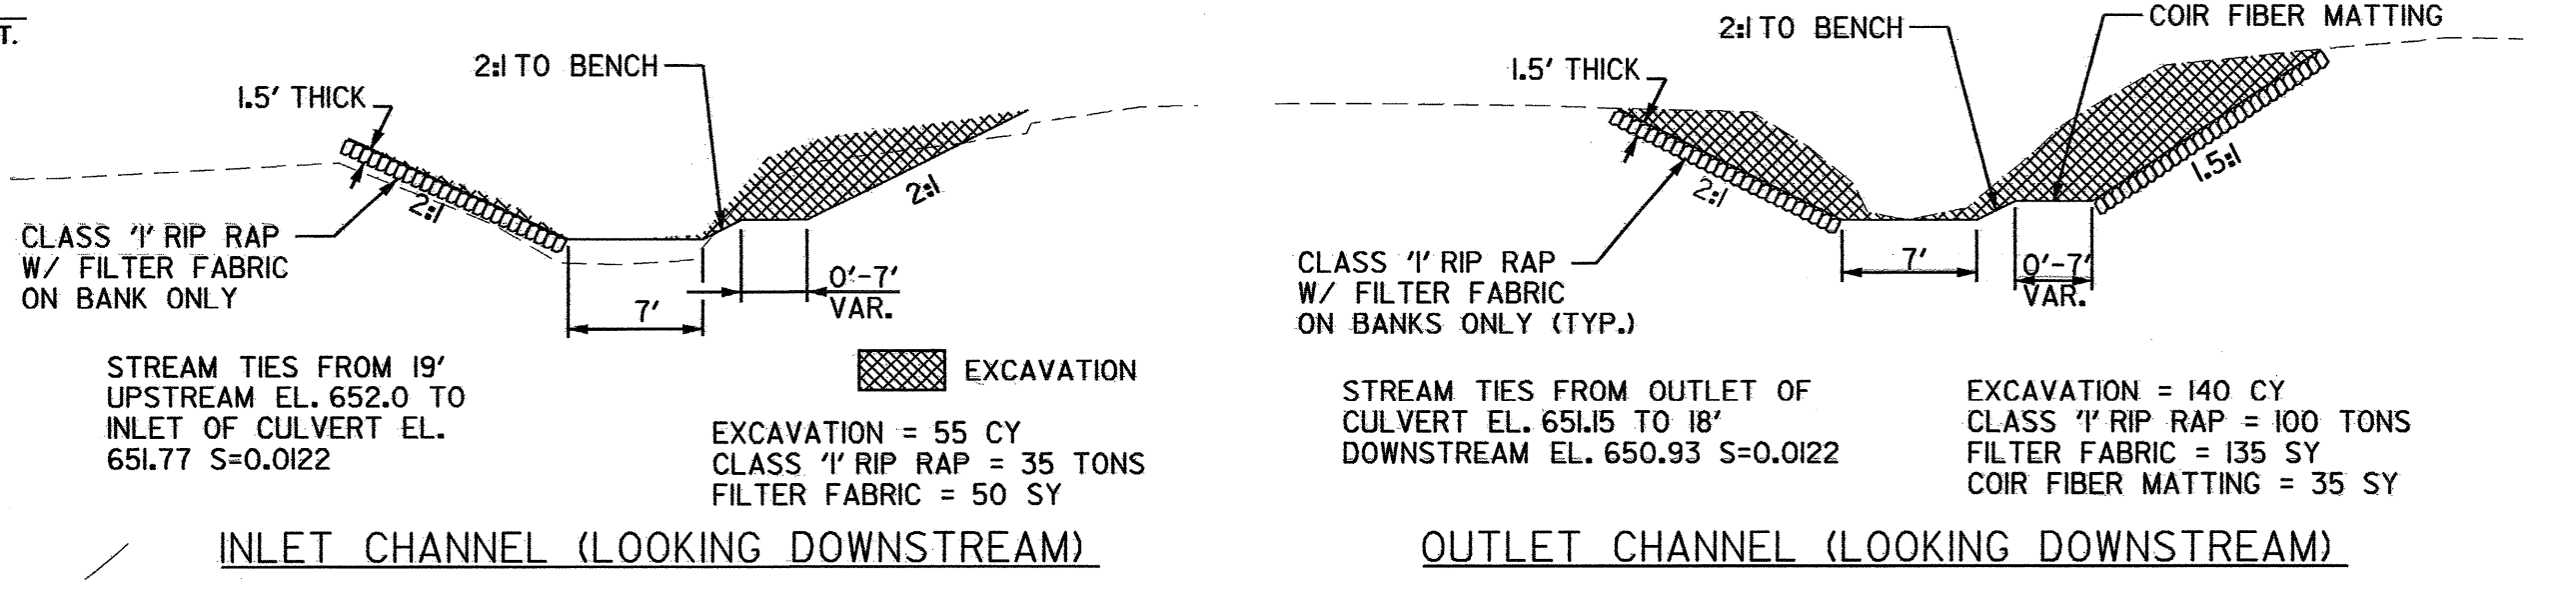 T.
2:1 TO BENCH
1.5' THICK
2:1
2:1
CLASS 'I' RIP RAP
W/ FILTER FABRIC
ON BANK ONLY
0'-7'
VAR.
7'
STREAM TIES FROM 19'
UPSTREAM EL. 652.0 TO
INLET OF CULVERT EL.
651.77 S=0.0122
EXCAVATION
EXCAVATION = 55 CY
CLASS 'I' RIP RAP = 35 TONS
FILTER FABRIC = 50 SY
INLET CHANNEL (LOOKING DOWNSTREAM)
COIR FIBER MATTING
2:1 TO BENCH
1.5' THICK
2:1
1.5:1
CLASS 'I' RIP RAP
W/ FILTER FABRIC
ON BANKS ONLY (TYP.)
7'
0'-7'
VAR.
STREAM TIES FROM OUTLET OF
CULVERT EL. 651.15 TO 18'
DOWNSTREAM EL. 650.93 S=0.0122
EXCAVATION = 140 CY
CLASS 'I' RIP RAP = 100 TONS
FILTER FABRIC = 135 SY
COIR FIBER MATTING = 35 SY
OUTLET CHANNEL (LOOKING DOWNSTREAM)